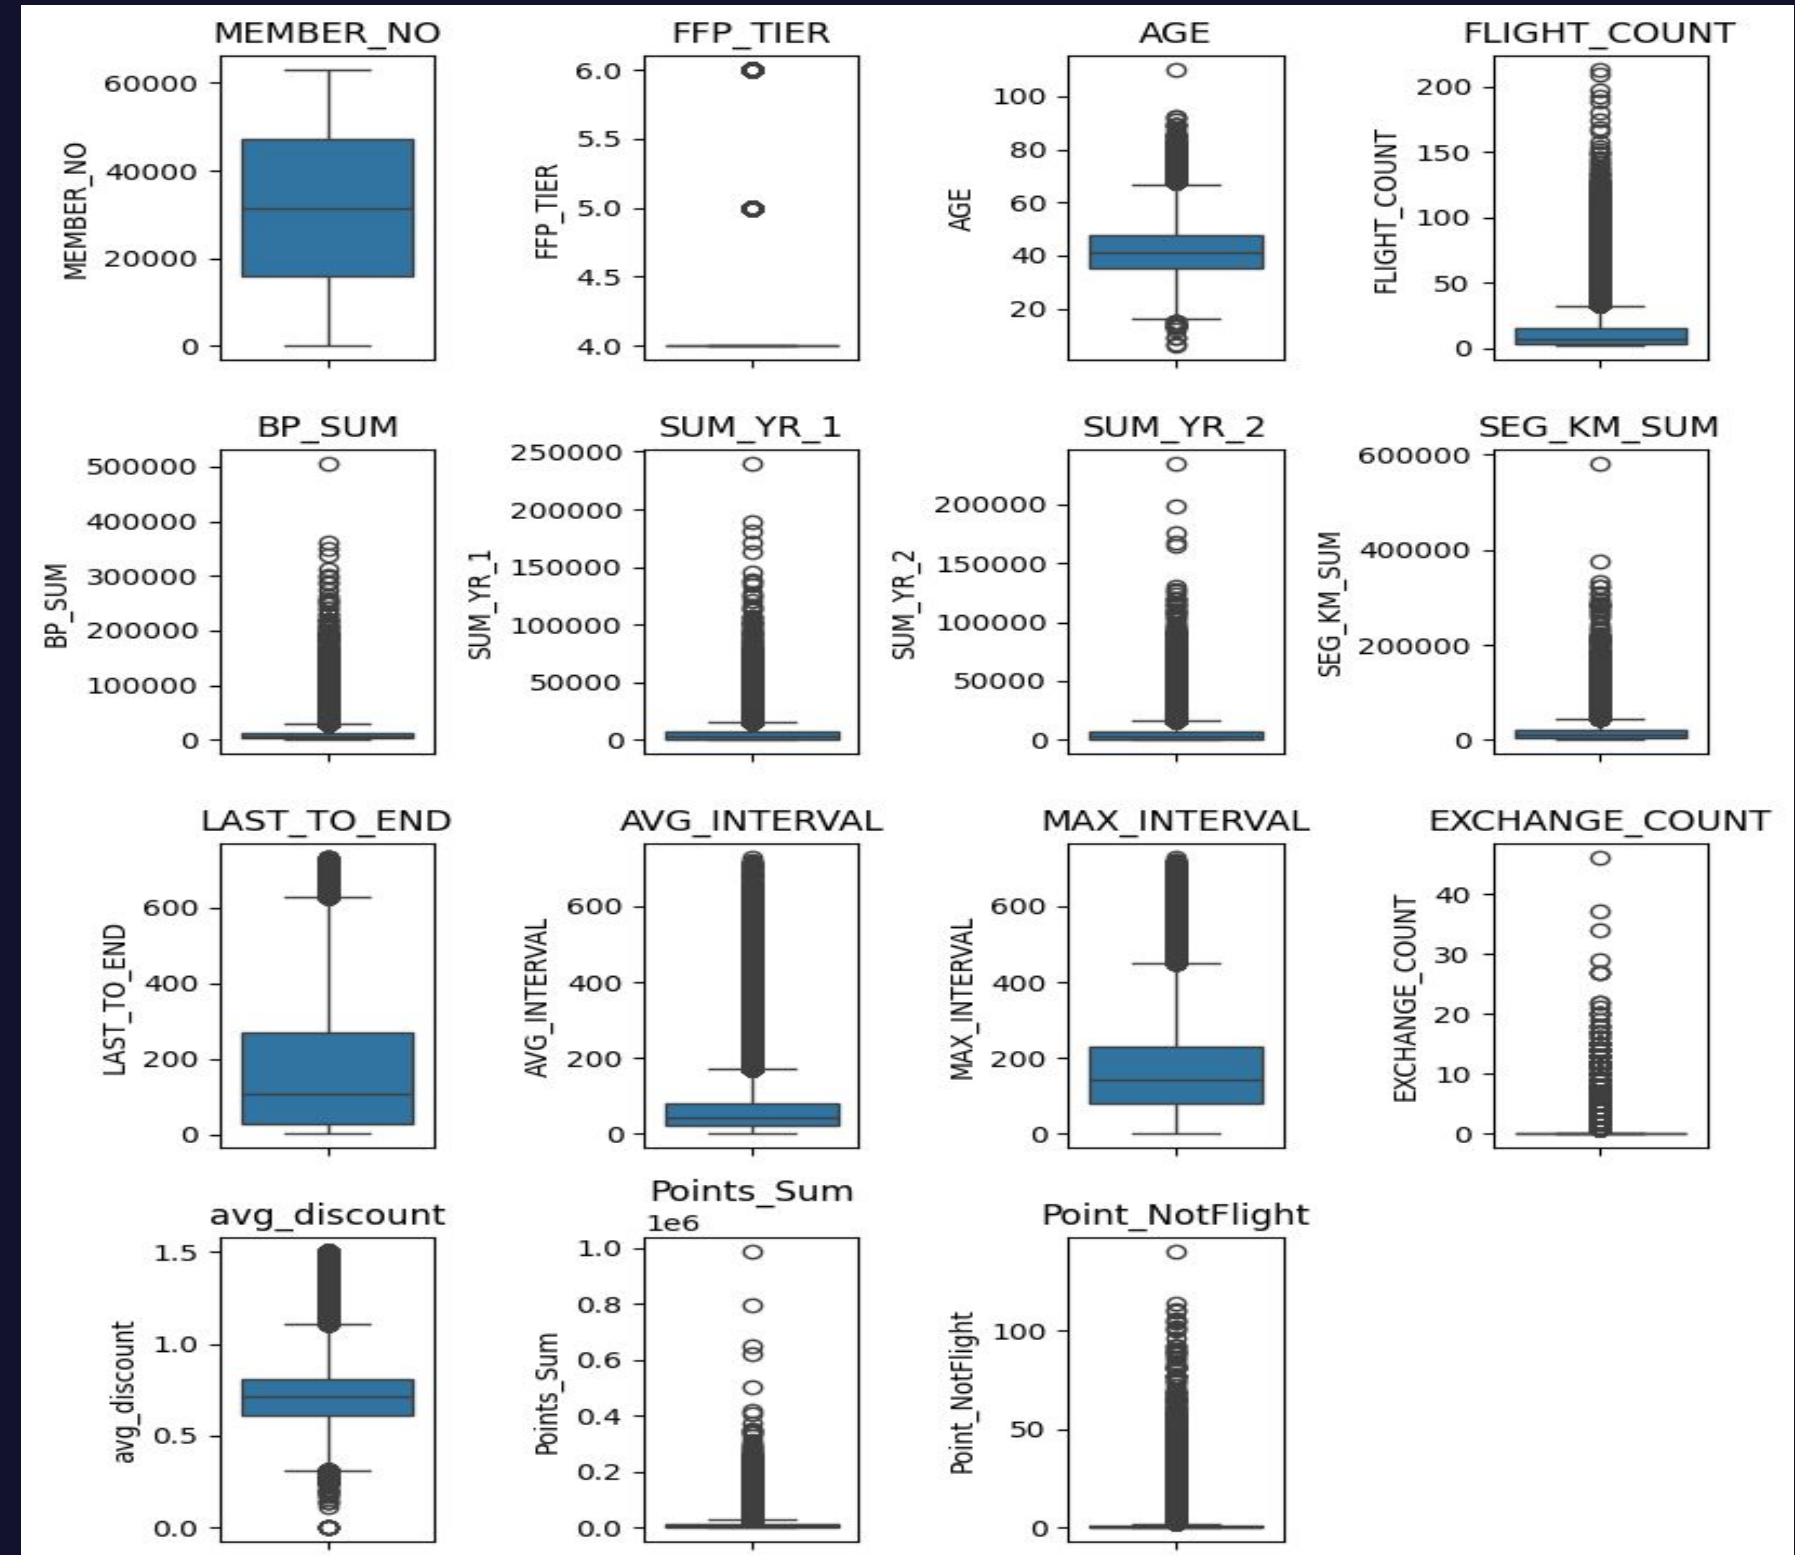 MEMBER_NO
FFP_TIER
AGE
FLIGHT_COUNT
MEMBER_NO
60000
40000
20000
0
FFP_TIER
6.0
5.5
5.0
4.5
4.0
AGE
100
80
60
40
20
FLIGHT_COUNT
200
150
100
50
0
BP_SUM
SUM_YR_1
SUM_YR_2
SEG_KM_SUM
BP_SUM
500000
400000
300000
200000
100000
0
SUM_YR_1
250000
200000
150000
100000
50000
0
SUM_YR_2
200000
150000
100000
50000
0
SEG_KM_SUM
600000
400000
200000
0
LAST_TO_END
AVG_INTERVAL
MAX_INTERVAL
EXCHANGE_COUNT
LAST_TO_END
600
400
200
0
AVG_INTERVAL
600
400
200
0
MAX_INTERVAL
600
400
200
0
EXCHANGE_COUNT
40
30
20
10
0
avg_discount
Points_Sum
Point_NotFlight
avg_discount
1.5
1.0
0.5
0.0
Points_Sum
1e6
1.0
0.8
0.6
0.4
0.2
0.0
Point_NotFlight
100
50
0